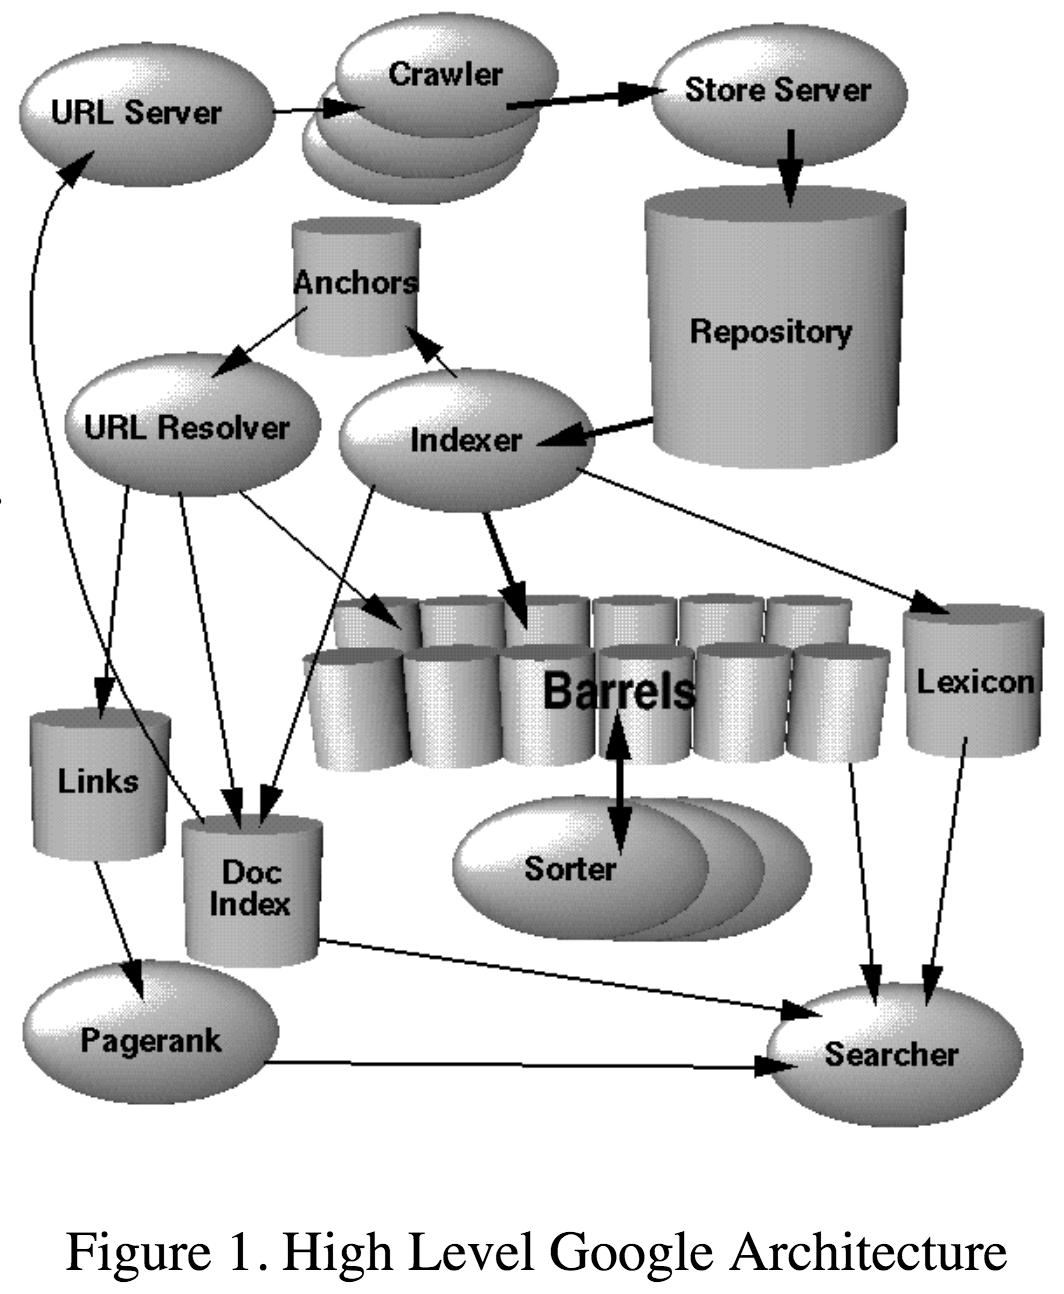 Crawler
URL Server
Store Server
Anchors
Repository
URL Resolver
Indexer
Barrels
Lexicon
Links
Doc
Index
Sorter
Pagerank
Searcher
Figure 1. High Level Google Architecture